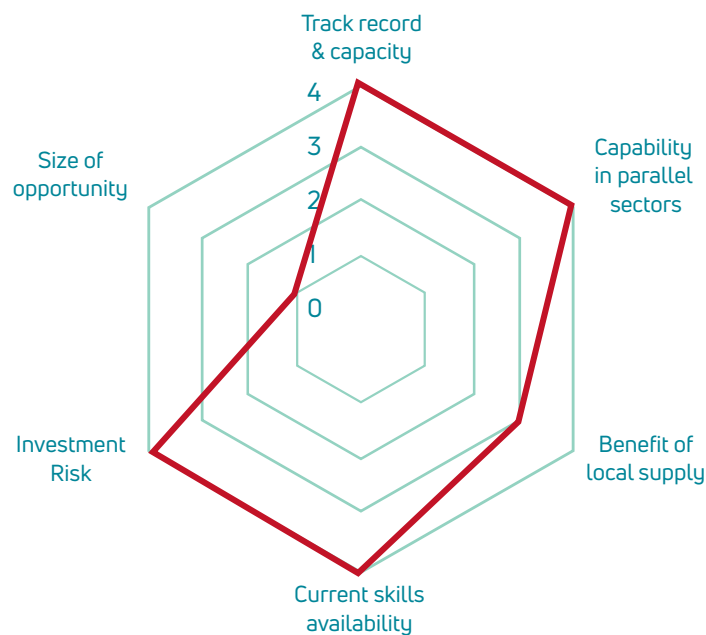 Track record
& capacity
4
3
2
1
0
Size of
opportunity
Capability
in parallel
sectors
Investment
Risk
Benefit of
local supply
Current skills
availability